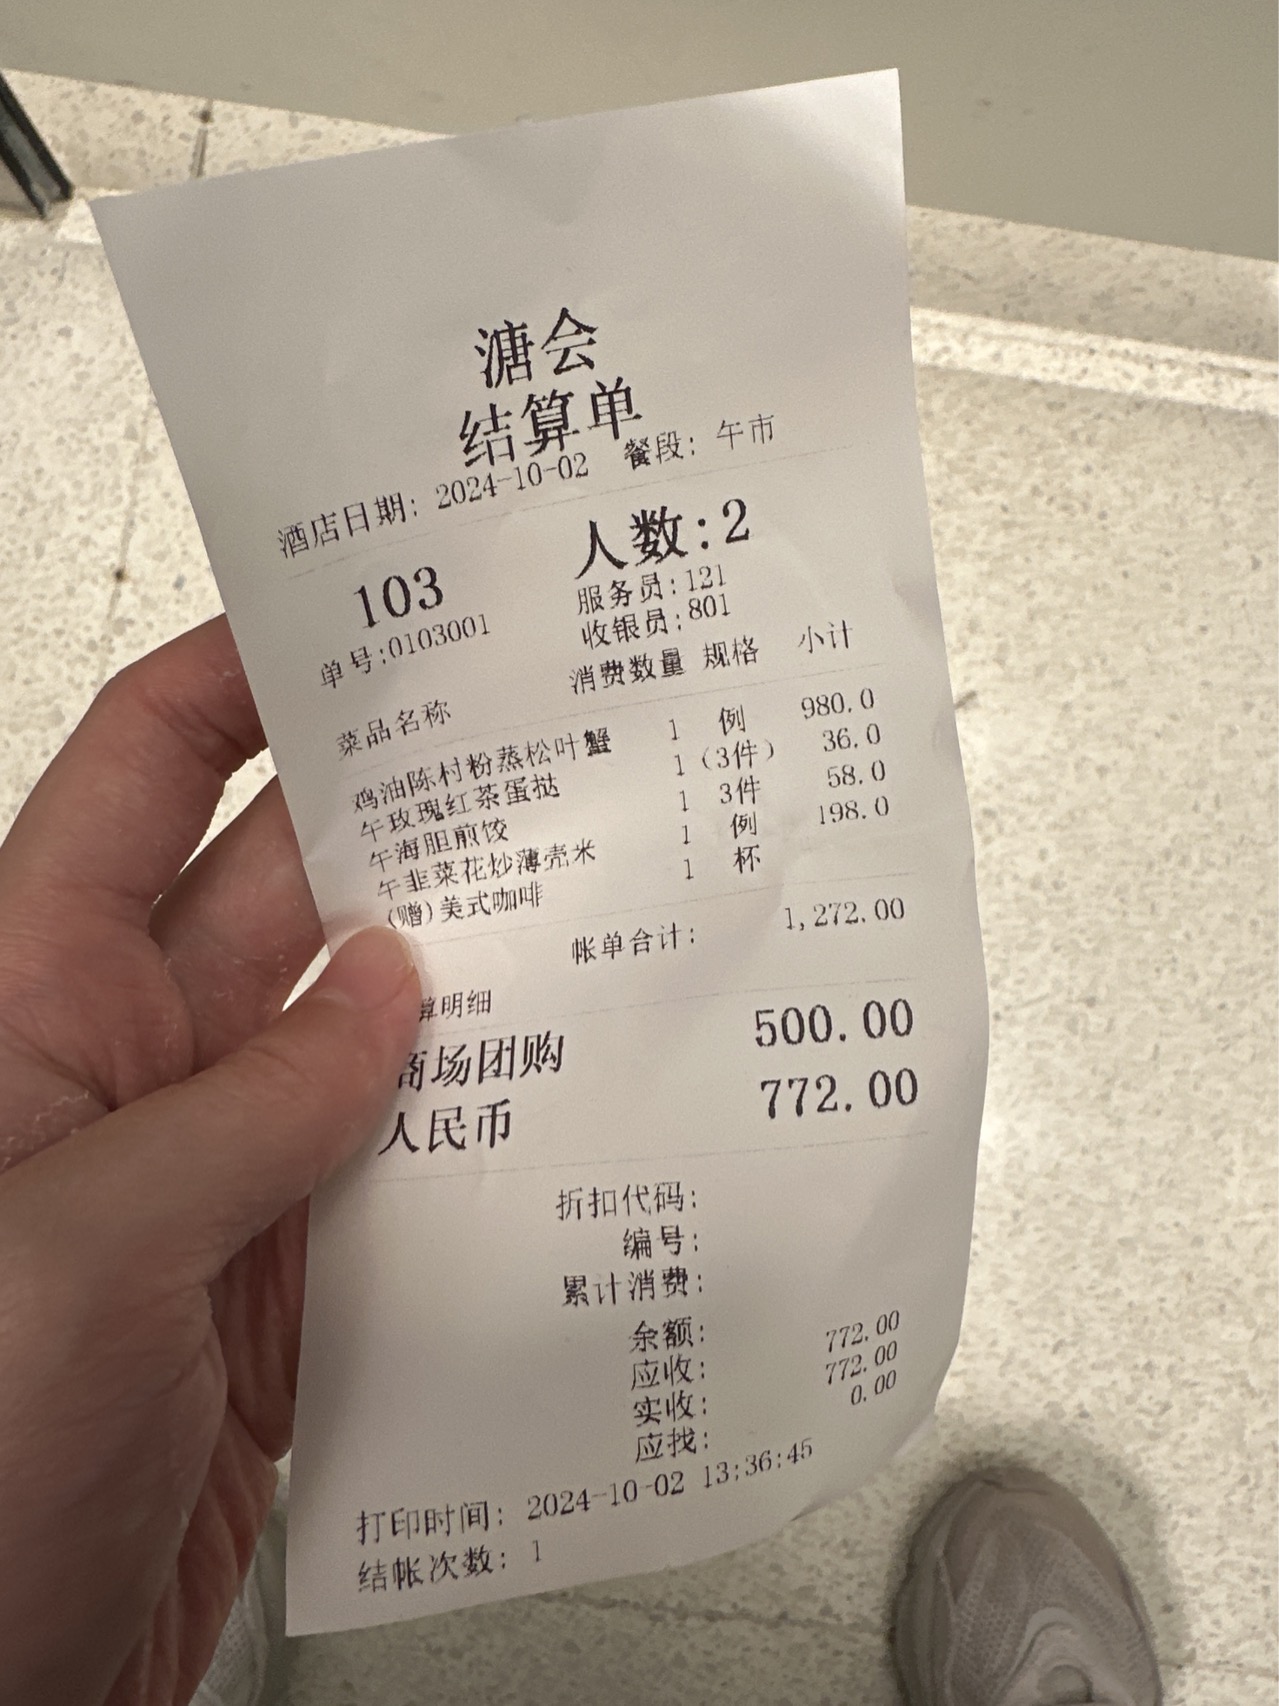 溏会
结算单
酒店日期: 2024-10-02 餐段: 午市
103 人数:2
单号:0103001 服务员:121
收银员:801
菜品名称 消费数量 规格 小计
鸡油陈村粉蒸松叶蟹 1 例 980.0
午玫瑰红茶蛋挞 1 (3件) 36.0
午海胆煎饺 1 3件 58.0
午韭菜花炒薄壳米 1 例 198.0
(赠)美式咖啡 1 杯
帐单合计: 1,272.00
算明细
商场团购 500.00
人民币 772.00
折扣代码:
编号:
累计消费:
余额:
应收: 772.00
实收: 772.00
应找: 0.00
打印时间: 2024-10-02 13:36:45
结帐次数: 1